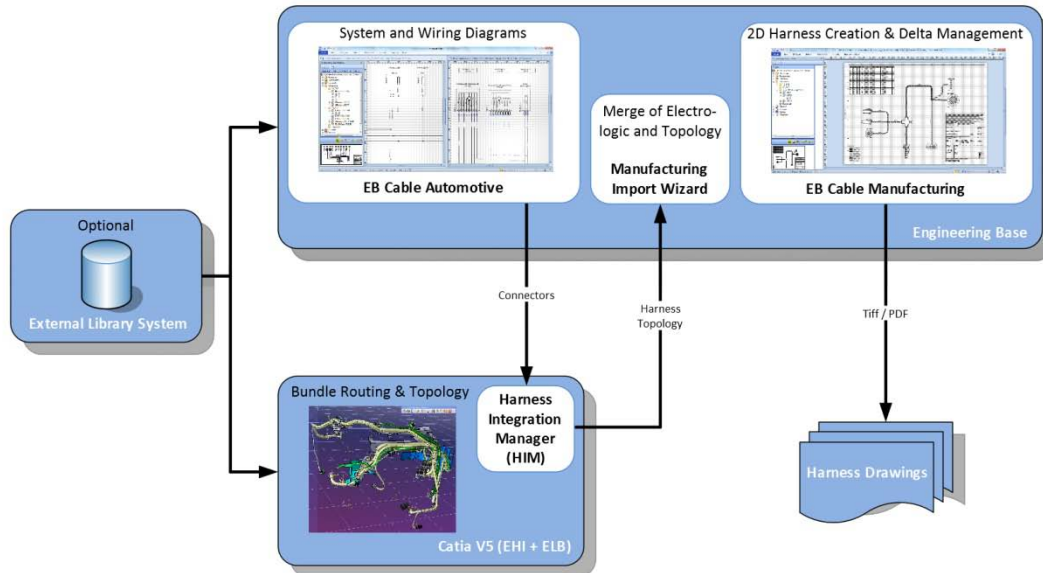 System and Wiring Diagrams
2D Harness Creation & Delta Management
Merge of Electro-
logic and Topology
Manufacturing
Import Wizard
EB Cable Automotive
EB Cable Manufacturing
Engineering Base
Optional
External Library System
Connectors
Harness
Topology
Tiff / PDF
Bundle Routing & Topology
Harness
Integration
Manager
(HIM)
Catia V5 (EHI + ELB)
Harness Drawings